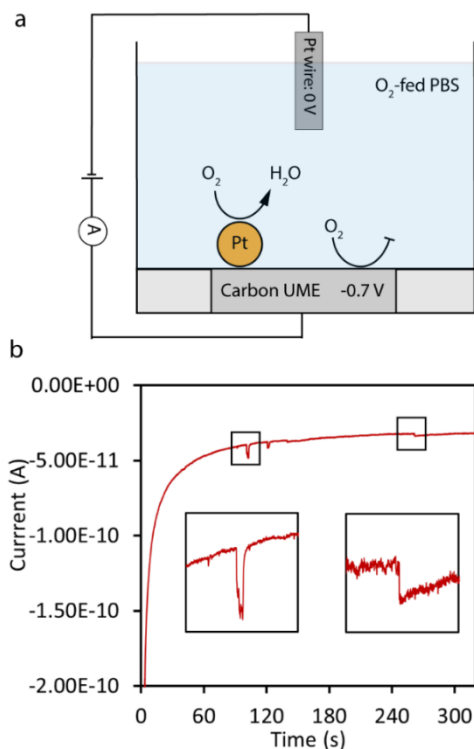 a
Pt wire: 0 V
O₂-fed PBS
O₂
H₂O
Pt
O₂
A
Carbon UME -0.7 V
b
0.00E+00
-5.00E-11
-1.00E-10
-1.50E-10
-2.00E-10
Currrent (A)
0
60
120
180
240
300
Time (s)